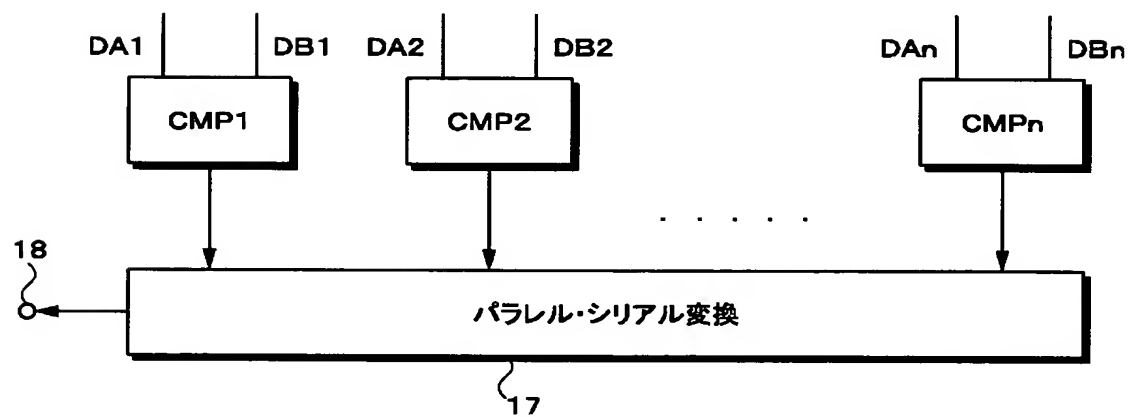 DA1 DB1 DA2 DB2 DAn DBn
CMP1 CMP2 CMPn
. . . . .
18
パラレル・シリアル変換
17